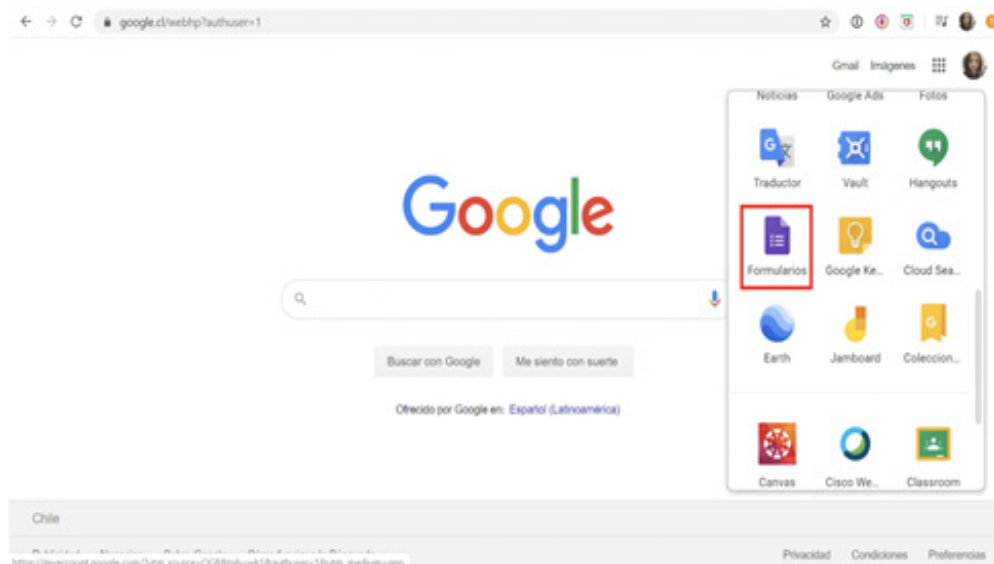 google.cl/webhp?authuser=1
Gmail Imágenes
Noticias Google Ads Fotos
Traductor Vault Hangouts
Google
Formularios Google Ke... Cloud Sea...
Earth Jamboard Coleccion...
Buscar con Google Me siento con suerte
Ofrecido por Google en: Español (Latinoamérica)
Canvas Cisco We... Classroom
Chile
Privacidad Condiciones Preferencias